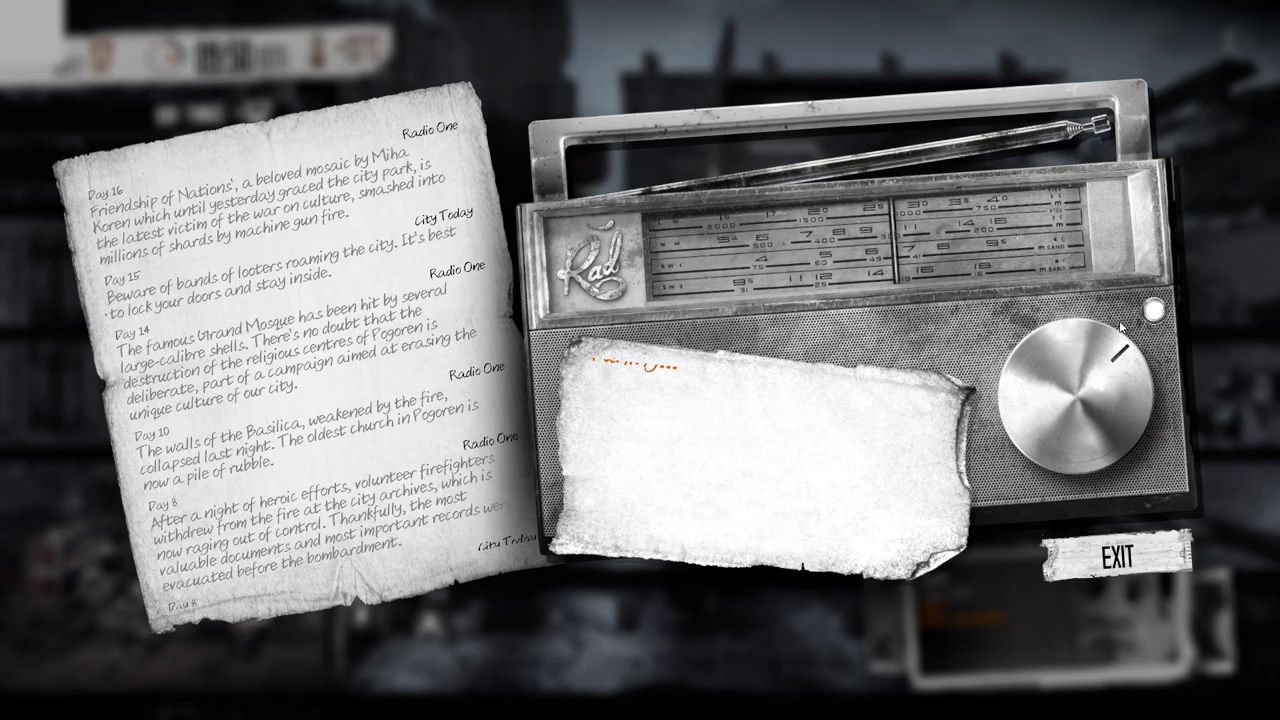 Radio One
Day 16
Friendship of Nations', a beloved mosaic by Miha
Koren which until yesterday graced the city park, is
the latest victim of the war on culture, smashed into
millions of shards by machine gun fire.
City Today
Day 15
Beware of bands of looters roaming the city. It's best
to lock your doors and stay inside.
Radio One
Day 14
The famous Grand Mosque has been hit by several
large-calibre shells. There's no doubt that the
destruction of the religious centres of Pogoren is
deliberate, part of a campaign aimed at erasing the
unique culture of our city.
Radio One
Day 10
The walls of the Basilica, weakened by the fire,
collapsed last night. The oldest church in Pogoren is
now a pile of rubble.
Radio One
Day 8
After a night of heroic efforts, volunteer firefighters
withdrew from the fire at the city archives, which is
now raging out of control. Thankfully, the most
valuable documents and most important records wer
evacuated before the bombardment.
City Today
Day 8
Rad
EXIT